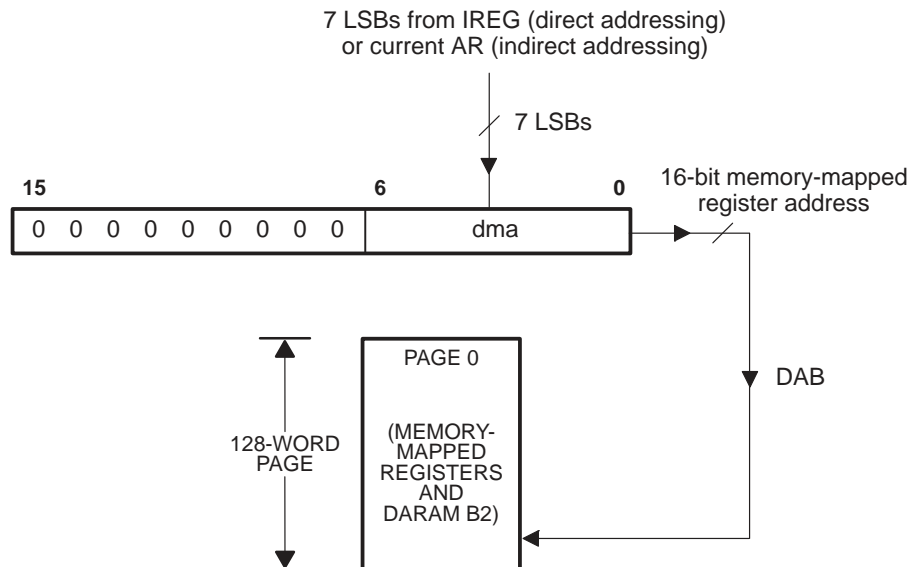 7 LSBs from IREG (direct addressing)
or current AR (indirect addressing)
7 LSBs
15 6 0
16-bit memory-mapped
register address
0 0 0 0 0 0 0 0 0 dma
DAB
PAGE 0
128-WORD
PAGE
(MEMORY-
MAPPED
REGISTERS
AND
DARAM B2)